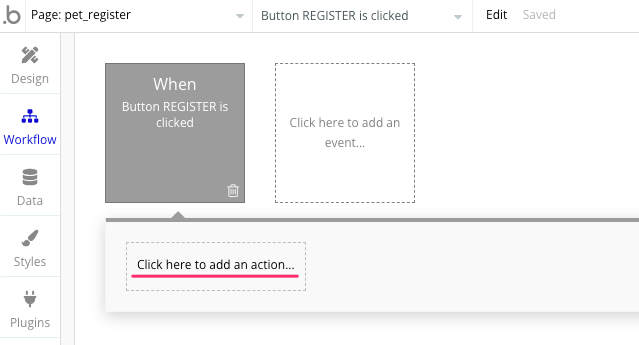 .b
Page: pet_register
Button REGISTER is clicked
Edit
Saved
Design
Workflow
Data
Styles
Plugins
When
Button REGISTER is
clicked
Click here to add an
event...
Click here to add an action...